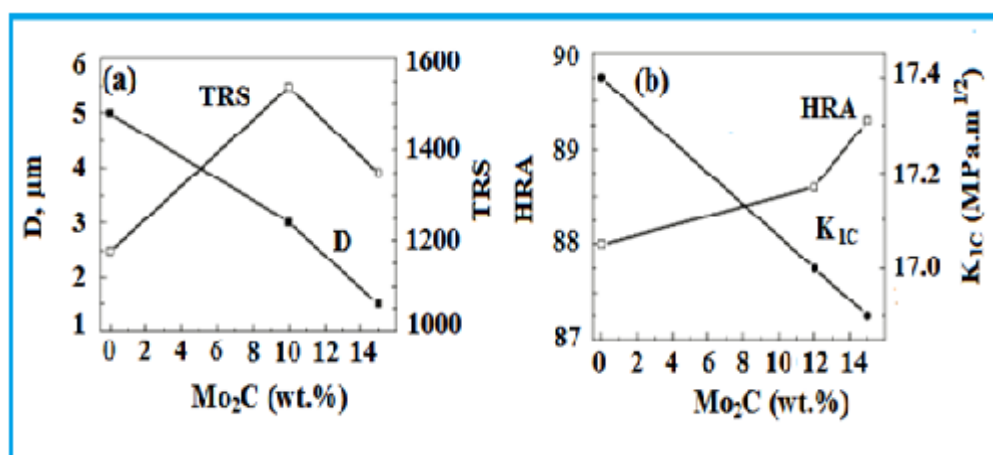 (a)
TRS
D
D, µm
6
5
4
3
2
1
0 2 4 6 8 10 12 14
Mo₂C (wt.%)
1600
1400
1200
1000
TRS
(b)
HRA
K₁C
HRA
90
89
88
87
0 2 4 6 8 10 12 14
Mo₂C (wt.%)
17.4
17.2
17.0
K₁C (MPa.m¹/²)